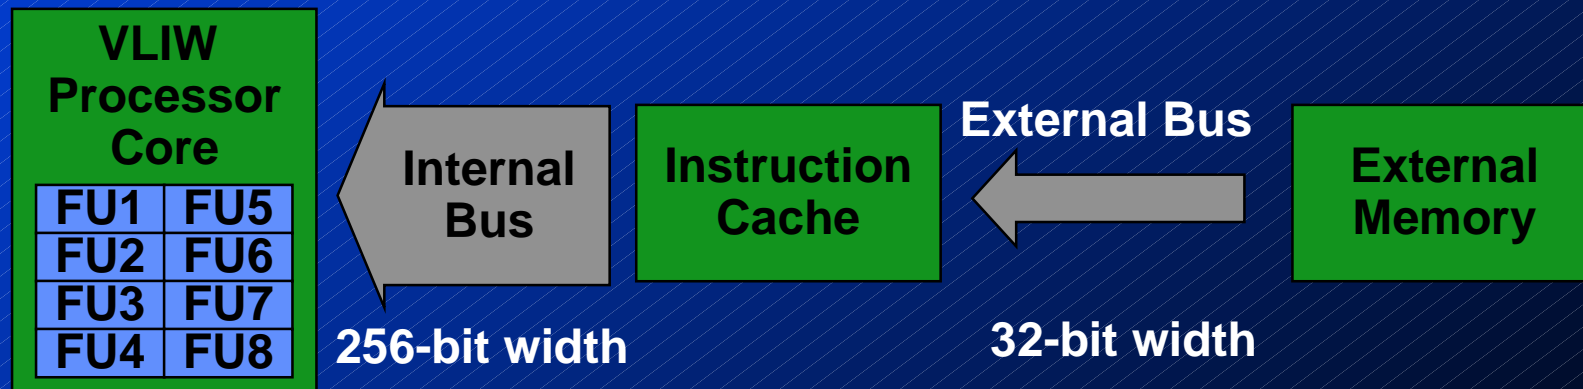 VLIW
Processor
Core
FU1 FU5
FU2 FU6
FU3 FU7
FU4 FU8
Internal
Bus
256-bit width
Instruction
Cache
External Bus
32-bit width
External
Memory